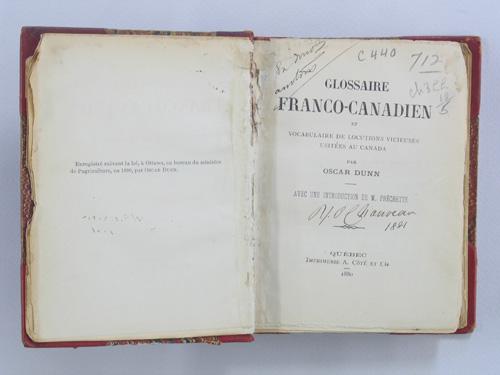 Enregistré suivant la loi, à Ottawa, au bureau du ministre
de l'agriculture, en 1880, par OSCAR DUNN.
C 440
712
GLOSSAIRE
FRANCO-CANADIEN
ET
VOCABULAIRE DE LOCUTIONS VICIEUSES
USITÉES AU CANADA
PAR
OSCAR DUNN
AVEC UNE INTRODUCTION DE M. FRÉCHETTE
Chauveau
1881
QUÉBEC
IMPRIMERIE A. CÔTÉ ET Cie
1880